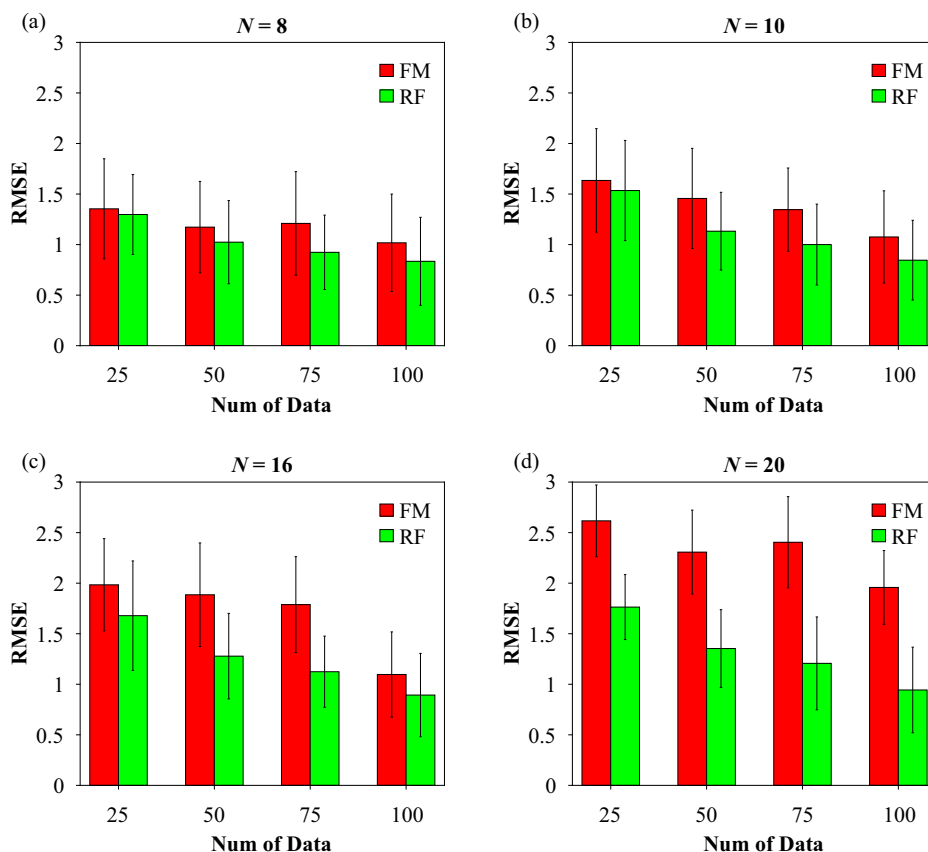 (a)
N = 8
3
2.5
2
1.5
1
0.5
0
RMSE
FM
RF
25 50 75 100
Num of Data
(b)
N = 10
3
2.5
2
1.5
1
0.5
0
RMSE
FM
RF
25 50 75 100
Num of Data
(c)
N = 16
3
2.5
2
1.5
1
0.5
0
RMSE
FM
RF
25 50 75 100
Num of Data
(d)
N = 20
3
2.5
2
1.5
1
0.5
0
RMSE
FM
RF
25 50 75 100
Num of Data